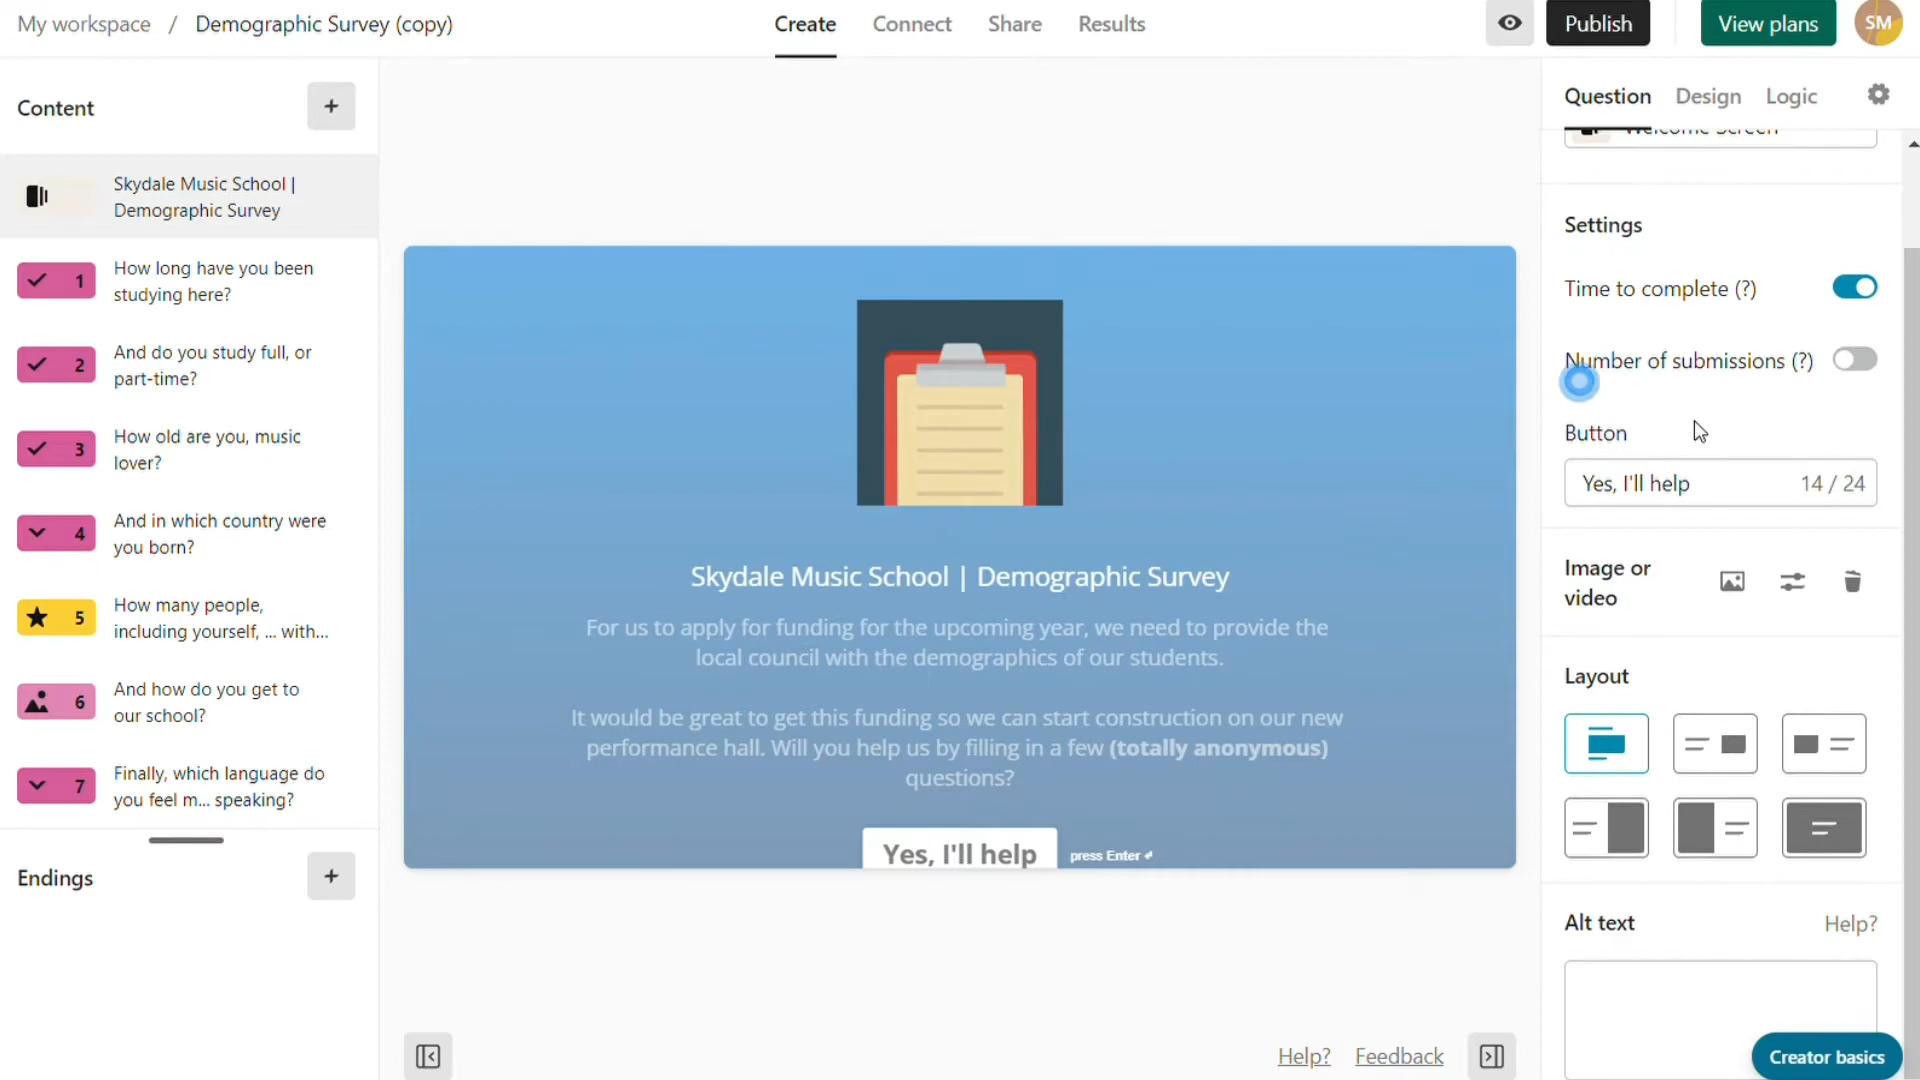 My workspace / Demographic Survey (copy)
Create
Connect
Share
Results
Publish
View plans
SM
Content
+
Skydale Music School |
Demographic Survey
1
How long have you been
studying here?
2
And do you study full, or
part-time?
3
How old are you, music
lover?
4
And in which country were
you born?
5
How many people,
including yourself, ... with...
6
And how do you get to
our school?
7
Finally, which language do
you feel m... speaking?
Endings
+
Skydale Music School | Demographic Survey
For us to apply for funding for the upcoming year, we need to provide the
local council with the demographics of our students.
It would be great to get this funding so we can start construction on our new
performance hall. Will you help us by filling in a few (totally anonymous)
questions?
Yes, I'll help
press Enter ↵
Help?
Feedback
Question
Design
Logic
Welcome Screen
Settings
Time to complete (?)
Number of submissions (?)
Button
Yes, I'll help
14 / 24
Image or
video
Layout
Alt text
Help?
Creator basics